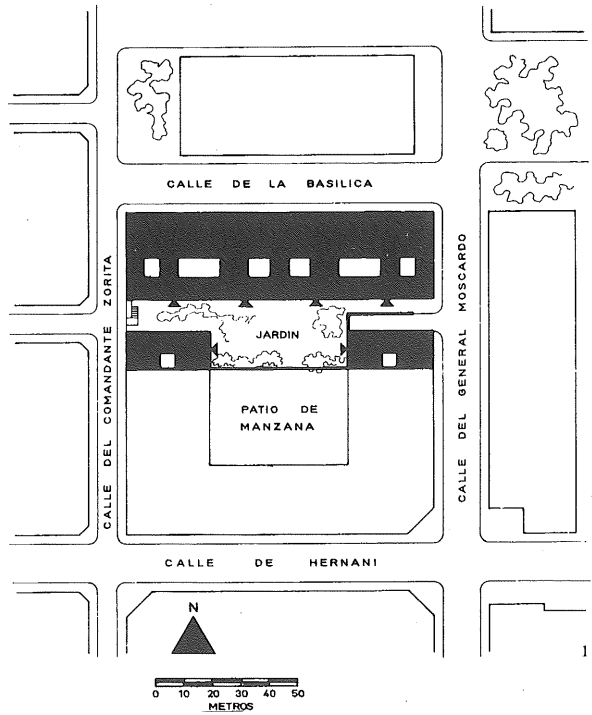 CALLE DE LA BASILICA
CALLE DEL COMANDANTE ZORITA
JARDIN
CALLE DEL GENERAL MOSCARDO
PATIO DE
MANZANA
CALLE DE HERNANI
N
1
0 10 20 30 40 50
METROS